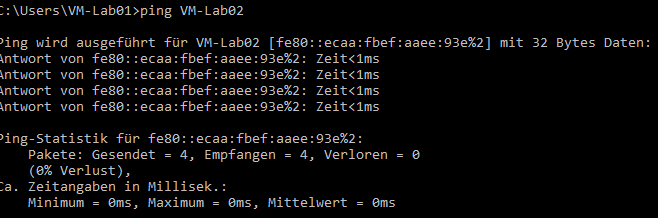 C:\Users\VM-Lab01>ping VM-Lab02
Ping wird ausgeführt für VM-Lab02 [fe80::ecaa:fbef:aaee:93e%2] mit 32 Bytes Daten:
Antwort von fe80::ecaa:fbef:aaee:93e%2: Zeit<1ms
Antwort von fe80::ecaa:fbef:aaee:93e%2: Zeit<1ms
Antwort von fe80::ecaa:fbef:aaee:93e%2: Zeit<1ms
Antwort von fe80::ecaa:fbef:aaee:93e%2: Zeit<1ms
Ping-Statistik für fe80::ecaa:fbef:aaee:93e%2:
    Pakete: Gesendet = 4, Empfangen = 4, Verloren = 0
    (0% Verlust),
Ca. Zeitangaben in Millisek.:
    Minimum = 0ms, Maximum = 0ms, Mittelwert = 0ms